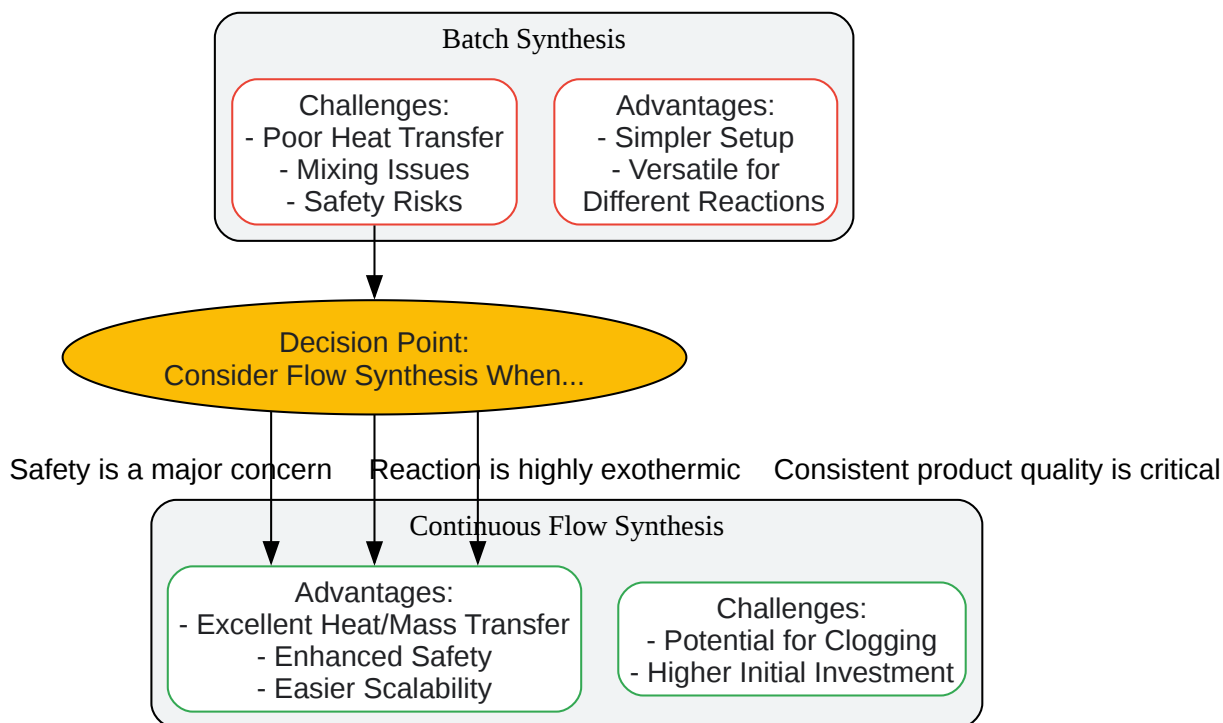 Batch Synthesis
Challenges:
- Poor Heat Transfer
- Mixing Issues
- Safety Risks
Advantages:
- Simpler Setup
- Versatile for
Different Reactions
Decision Point:
Consider Flow Synthesis When...
Safety is a major concern
Reaction is highly exothermic
Consistent product quality is critical
Continuous Flow Synthesis
Advantages:
- Excellent Heat/Mass Transfer
- Enhanced Safety
- Easier Scalability
Challenges:
- Potential for Clogging
- Higher Initial Investment